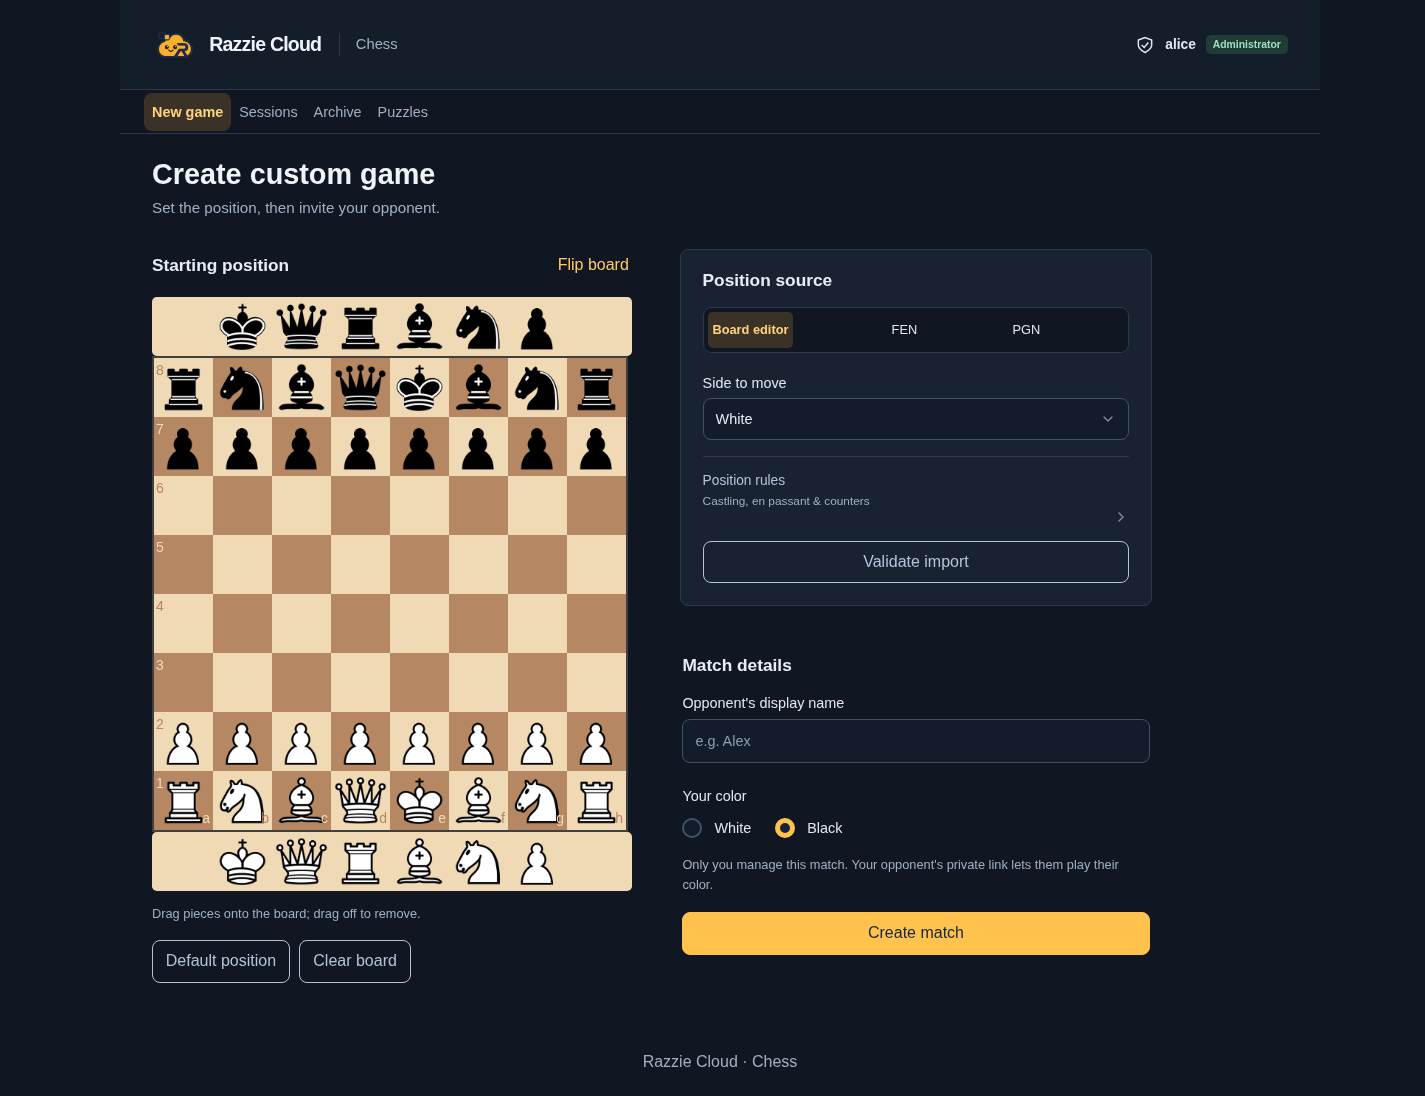 Razzie Cloud
Chess
alice
Administrator
New game
Sessions
Archive
Puzzles
Create custom game
Set the position, then invite your opponent.
Starting position
Flip board
8
7
6
5
4
3
2
1
a
b
c
d
e
f
g
h
Drag pieces onto the board; drag off to remove.
Default position
Clear board
Position source
Board editor
FEN
PGN
Side to move
White
Position rules
Castling, en passant & counters
Validate import
Match details
Opponent's display name
e.g. Alex
Your color
White
Black
Only you manage this match. Your opponent's private link lets them play their
color.
Create match
Razzie Cloud · Chess